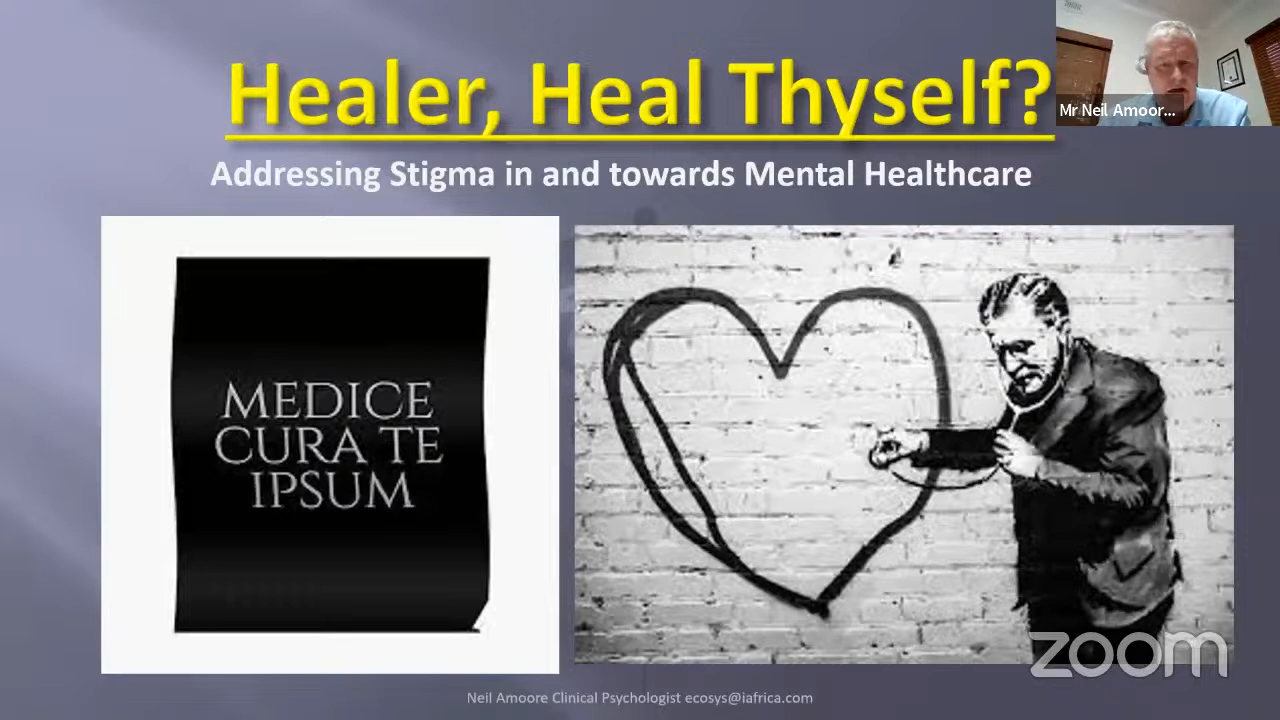 Healer, Heal Thyself?
Mr Neil Amoor...
Addressing Stigma in and towards Mental Healthcare
MEDICE
CURA TE
IPSUM
zoom
Neil Amoore Clinical Psychologist ecosys@iafrica.com